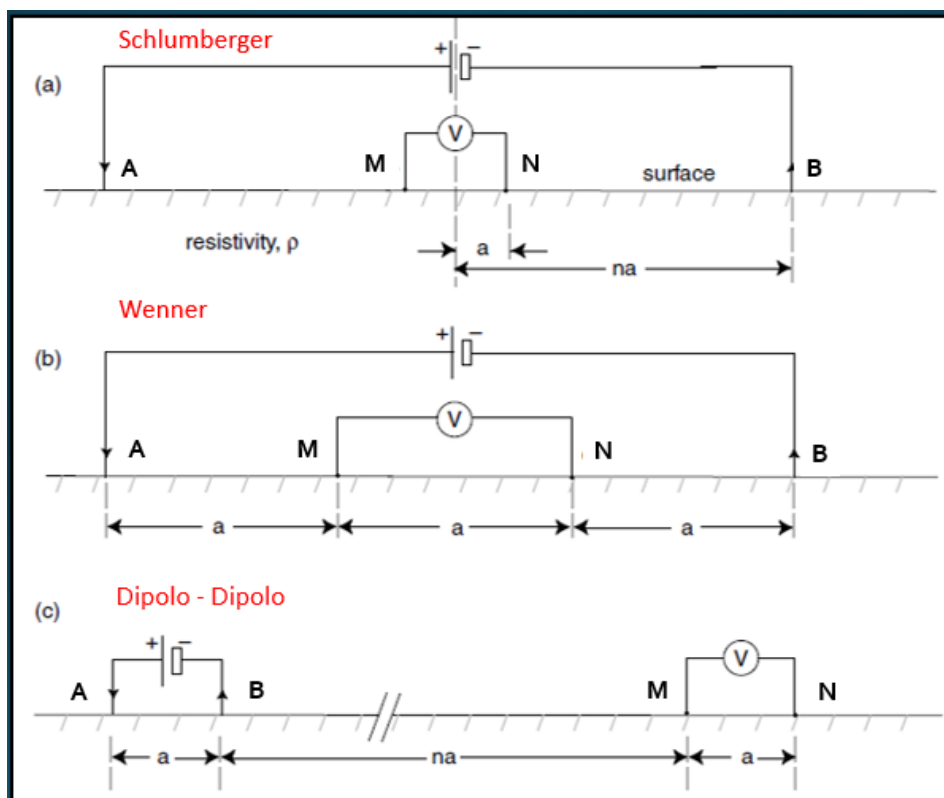 Schlumberger
(a)
+ −
V
A M N surface B
resistivity, ρ
a
na
Wenner
(b)
+ −
V
A M N B
a a a
Dipolo - Dipolo
(c)
+ −
V
A B M N
a na a